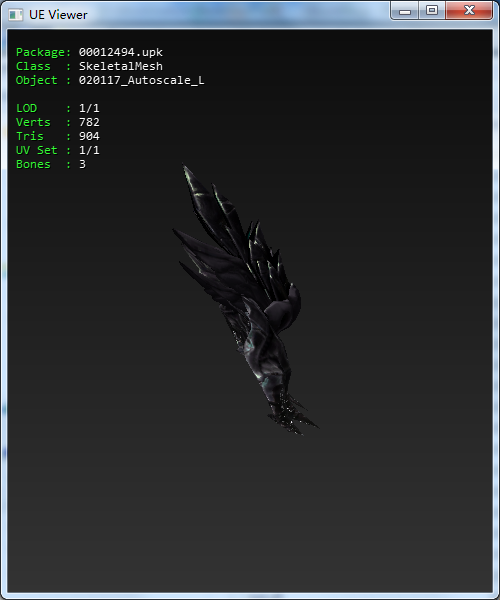 UE Viewer
Package: 00012494.upk
Class : SkeletalMesh
Object : 020117_Autoscale_L
LOD : 1/1
Verts : 782
Tris : 904
UV Set : 1/1
Bones : 3